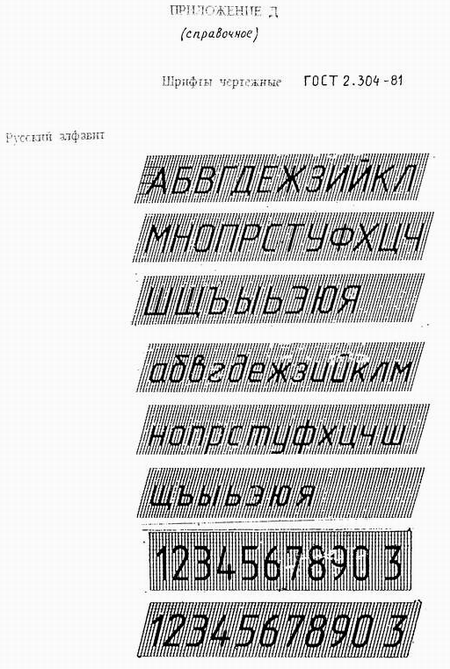 ПРИЛОЖЕНИЕ Д
(справочное)
Шрифты чертежные ГОСТ 2.304-81
Русский алфавит
АБВГДЕЖЗИЙКЛ
МНОПРСТУФХЦЧ
ШЩЪЫЬЭЮЯ
абвгдежзийклм
нопрстуфхцчш
щъыьэюя
1234567890 3
1234567890 3